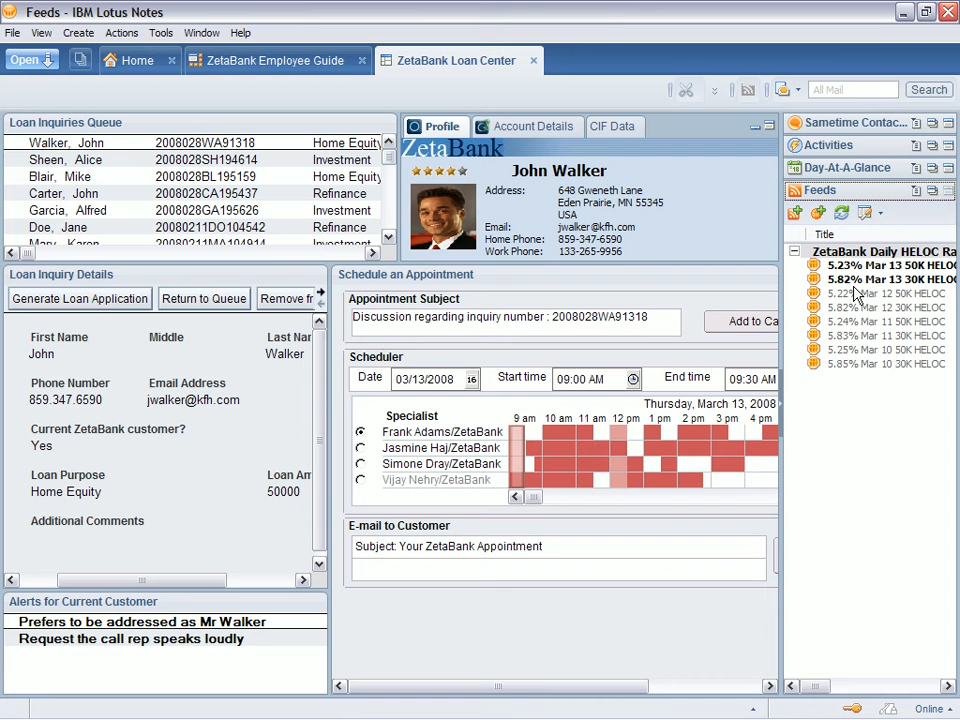 Feeds - IBM Lotus Notes
File View Create Actions Tools Window Help
Open
Home
ZetaBank Employee Guide
ZetaBank Loan Center
All Mail
Search
Loan Inquiries Queue
Walker, John 2008028WA91318 Home Equity
Sheen, Alice 2008028SH194614 Investment
Blair, Mike 2008028BL195159 Home Equity
Carter, John 2008028CA195437 Refinance
Garcia, Alfred 2008028GA195626 Investment
Doe, Jane 2008211DO104542 Refinance
Mary, Karen 2008211MA104914 Investment
Profile
Account Details
CIF Data
ZetaBank
John Walker
Address: 648 Gweneth Lane
Eden Prairie, MN 55345
USA
Email: jwalker@kfh.com
Home Phone: 859-347-6590
Work Phone: 133-265-9956
Sametime Contac...
Activities
Day-At-A-Glance
Feeds
Title
ZetaBank Daily HELOC Ra
5.23% Mar 13 50K HELOC
5.82% Mar 13 30K HELOC
5.22% Mar 12 50K HELOC
5.82% Mar 12 30K HELOC
5.24% Mar 11 50K HELOC
5.83% Mar 11 30K HELOC
5.25% Mar 10 50K HELOC
5.85% Mar 10 30K HELOC
Loan Inquiry Details
Generate Loan Application
Return to Queue
Remove fr
First Name Middle Last Na
John Walker
Phone Number Email Address
859.347.6590 jwalker@kfh.com
Current ZetaBank customer?
Yes
Loan Purpose Loan Am
Home Equity 50000
Additional Comments
Alerts for Current Customer
Prefers to be addressed as Mr Walker
Request the call rep speaks loudly
Schedule an Appointment
Appointment Subject
Discussion regarding inquiry number : 2008028WA91318
Add to Ca
Scheduler
Date 03/13/2008 16 Start time 09:00 AM End time 09:30 AM
Thursday, March 13, 2008
Specialist 9 am 10 am 11 am 12 pm 1 pm 2 pm 3 pm 4 pm
Frank Adams/ZetaBank
Jasmine Haj/ZetaBank
Simone Dray/ZetaBank
Vijay Nehry/ZetaBank
E-mail to Customer
Subject: Your ZetaBank Appointment
Online